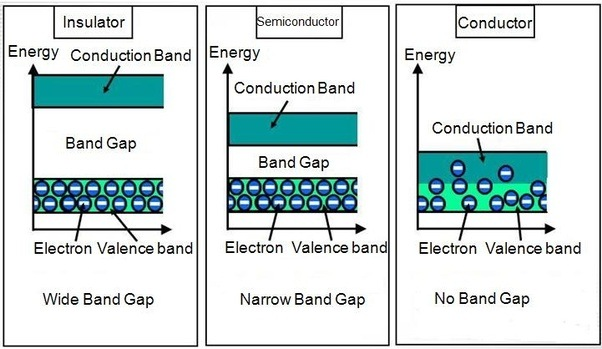 Insulator
Energy
Conduction Band
Band Gap
Electron Valence band
Wide Band Gap
Semiconductor
Energy
Conduction Band
Band Gap
Electron Valence band
Narrow Band Gap
Conductor
Energy
Conduction Band
Electron Valence band
No Band Gap